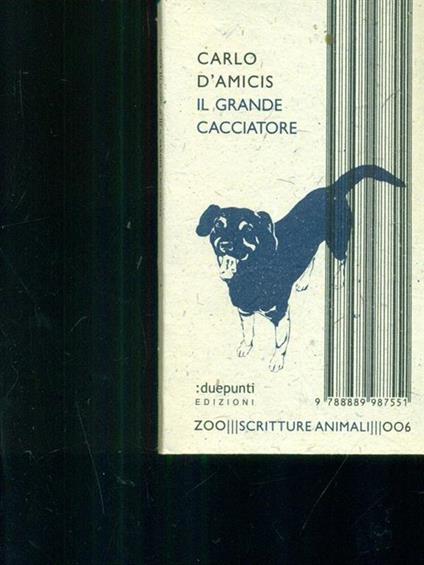 CARLO
D'AMICIS
IL GRANDE
CACCIATORE
:duepunti
EDIZIONI
9 788889 987551
ZOO|||SCRITTURE ANIMALI|||006